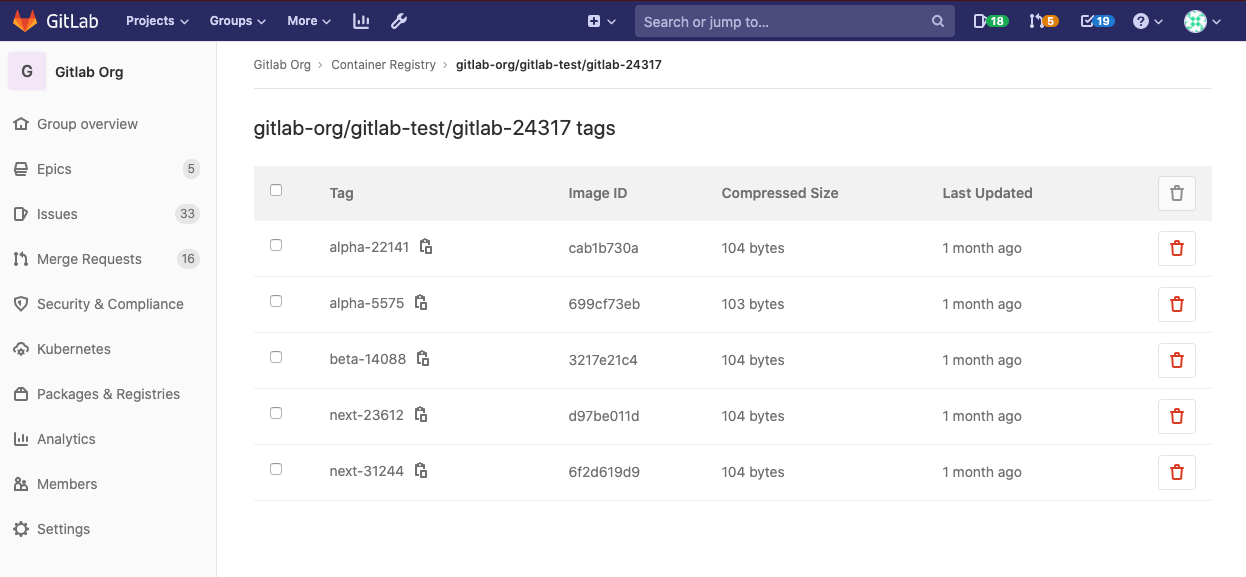 GitLab Projects Groups More Search or jump to... 18 5 19
G Gitlab Org
Group overview
Epics 5
Issues 33
Merge Requests 16
Security & Compliance
Kubernetes
Packages & Registries
Analytics
Members
Settings
Gitlab Org › Container Registry › gitlab-org/gitlab-test/gitlab-24317
gitlab-org/gitlab-test/gitlab-24317 tags
Tag Image ID Compressed Size Last Updated
alpha-22141 cab1b730a 104 bytes 1 month ago
alpha-5575 699cf73eb 103 bytes 1 month ago
beta-14088 3217e21c4 104 bytes 1 month ago
next-23612 d97be011d 104 bytes 1 month ago
next-31244 6f2d619d9 104 bytes 1 month ago